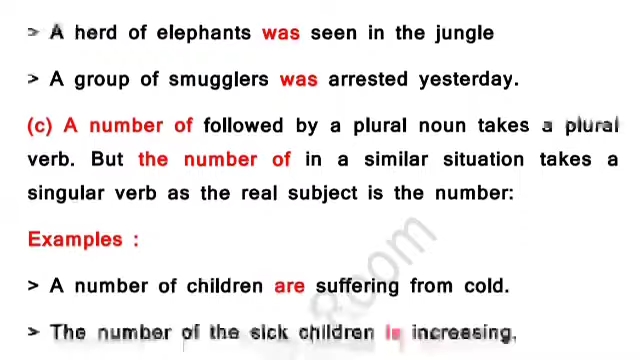 > A herd of elephants was seen in the jungle
> A group of smugglers was arrested yesterday.
(c) A number of followed by a plural noun takes a plural
verb. But the number of in a similar situation takes a
singular verb as the real subject is the number:
Examples :
> A number of children are suffering from cold.
> The number of the sick children is increasing.